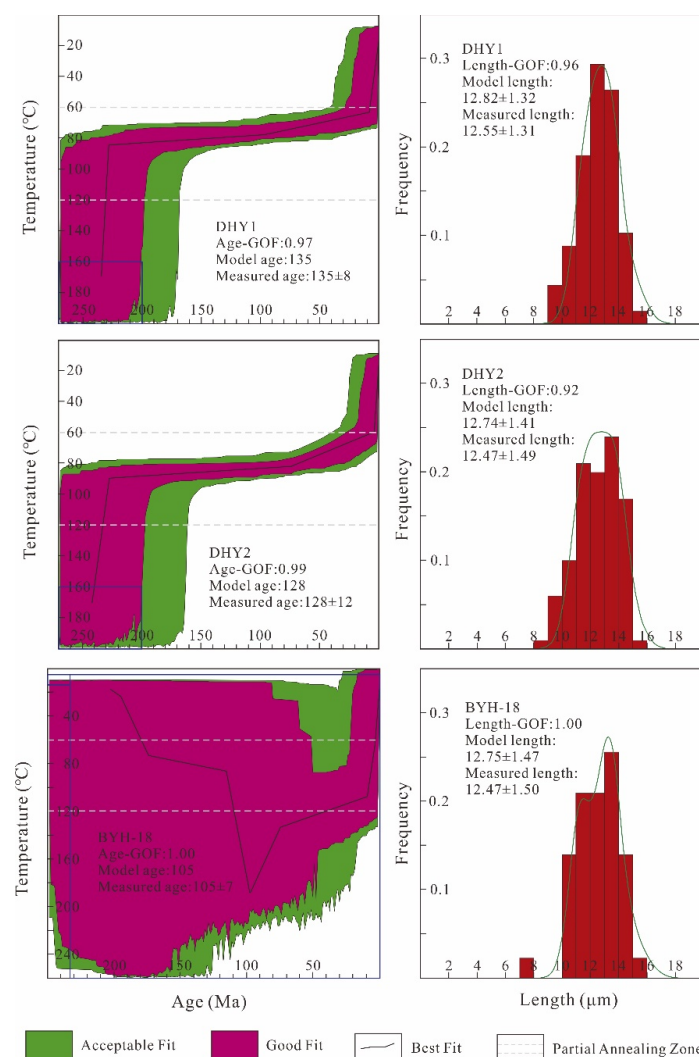 20
60
80
120
160
180
250
200
150
100
50
Temperature (°C)
DHY1
Age-GOF:0.97
Model age:135
Measured age:135±8
0.3
0.2
0.1
Frequency
DHY1
Length-GOF:0.96
Model length:
12.82±1.32
Measured length:
12.55±1.31
2 4 6 8 10 12 14 16 18
20
60
80
120
160
180
250
200
150
100
50
Temperature (°C)
DHY2
Age-GOF:0.99
Model age:128
Measured age:128±12
0.3
0.2
0.1
Frequency
DHY2
Length-GOF:0.92
Model length:
12.74±1.41
Measured length:
12.47±1.49
2 4 6 8 10 12 14 16 18
40
80
120
160
200
240
200
150
100
50
Temperature (°C)
BYH-18
Age-GOF:1.00
Model age:105
Measured age:105±7
Age (Ma)
0.3
0.2
0.1
Frequency
BYH-18
Length-GOF:1.00
Model length:
12.75±1.47
Measured length:
12.47±1.50
2 4 6 8 10 12 14 16 18
Length (μm)
Acceptable Fit
Good Fit
Best Fit
Partial Annealing Zone